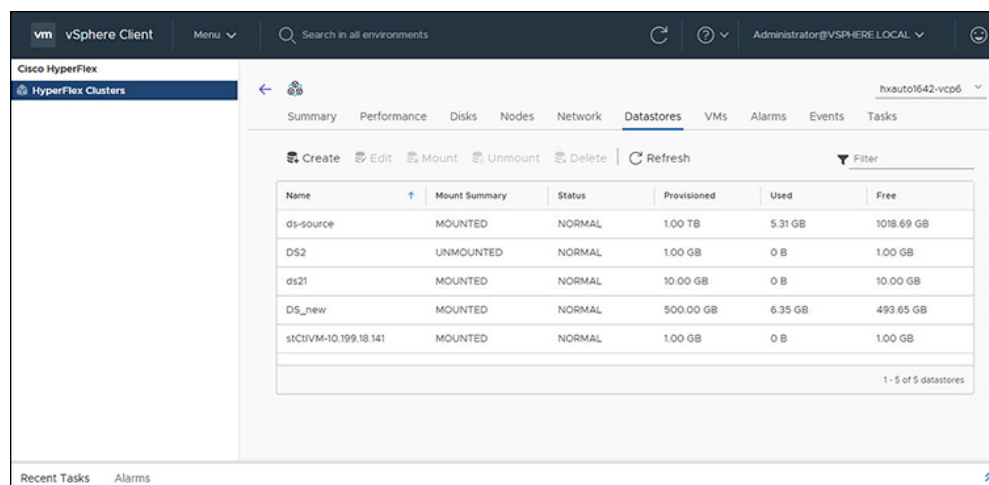 vm vSphere Client Menu Search in all environments Administrator@VSPHERE.LOCAL
Cisco HyperFlex
HyperFlex Clusters
hxauto1642-vcp6
Summary Performance Disks Nodes Network Datastores VMs Alarms Events Tasks
Create Edit Mount Unmount Delete Refresh Filter
Name Mount Summary Status Provisioned Used Free
ds-source MOUNTED NORMAL 1.00 TB 5.31 GB 1018.69 GB
DS2 UNMOUNTED NORMAL 1.00 GB 0 B 1.00 GB
ds21 MOUNTED NORMAL 10.00 GB 0 B 10.00 GB
DS_new MOUNTED NORMAL 500.00 GB 6.35 GB 493.65 GB
stCtlVM-10.199.18.141 MOUNTED NORMAL 1.00 GB 0 B 1.00 GB
1 - 5 of 5 datastores
Recent Tasks Alarms